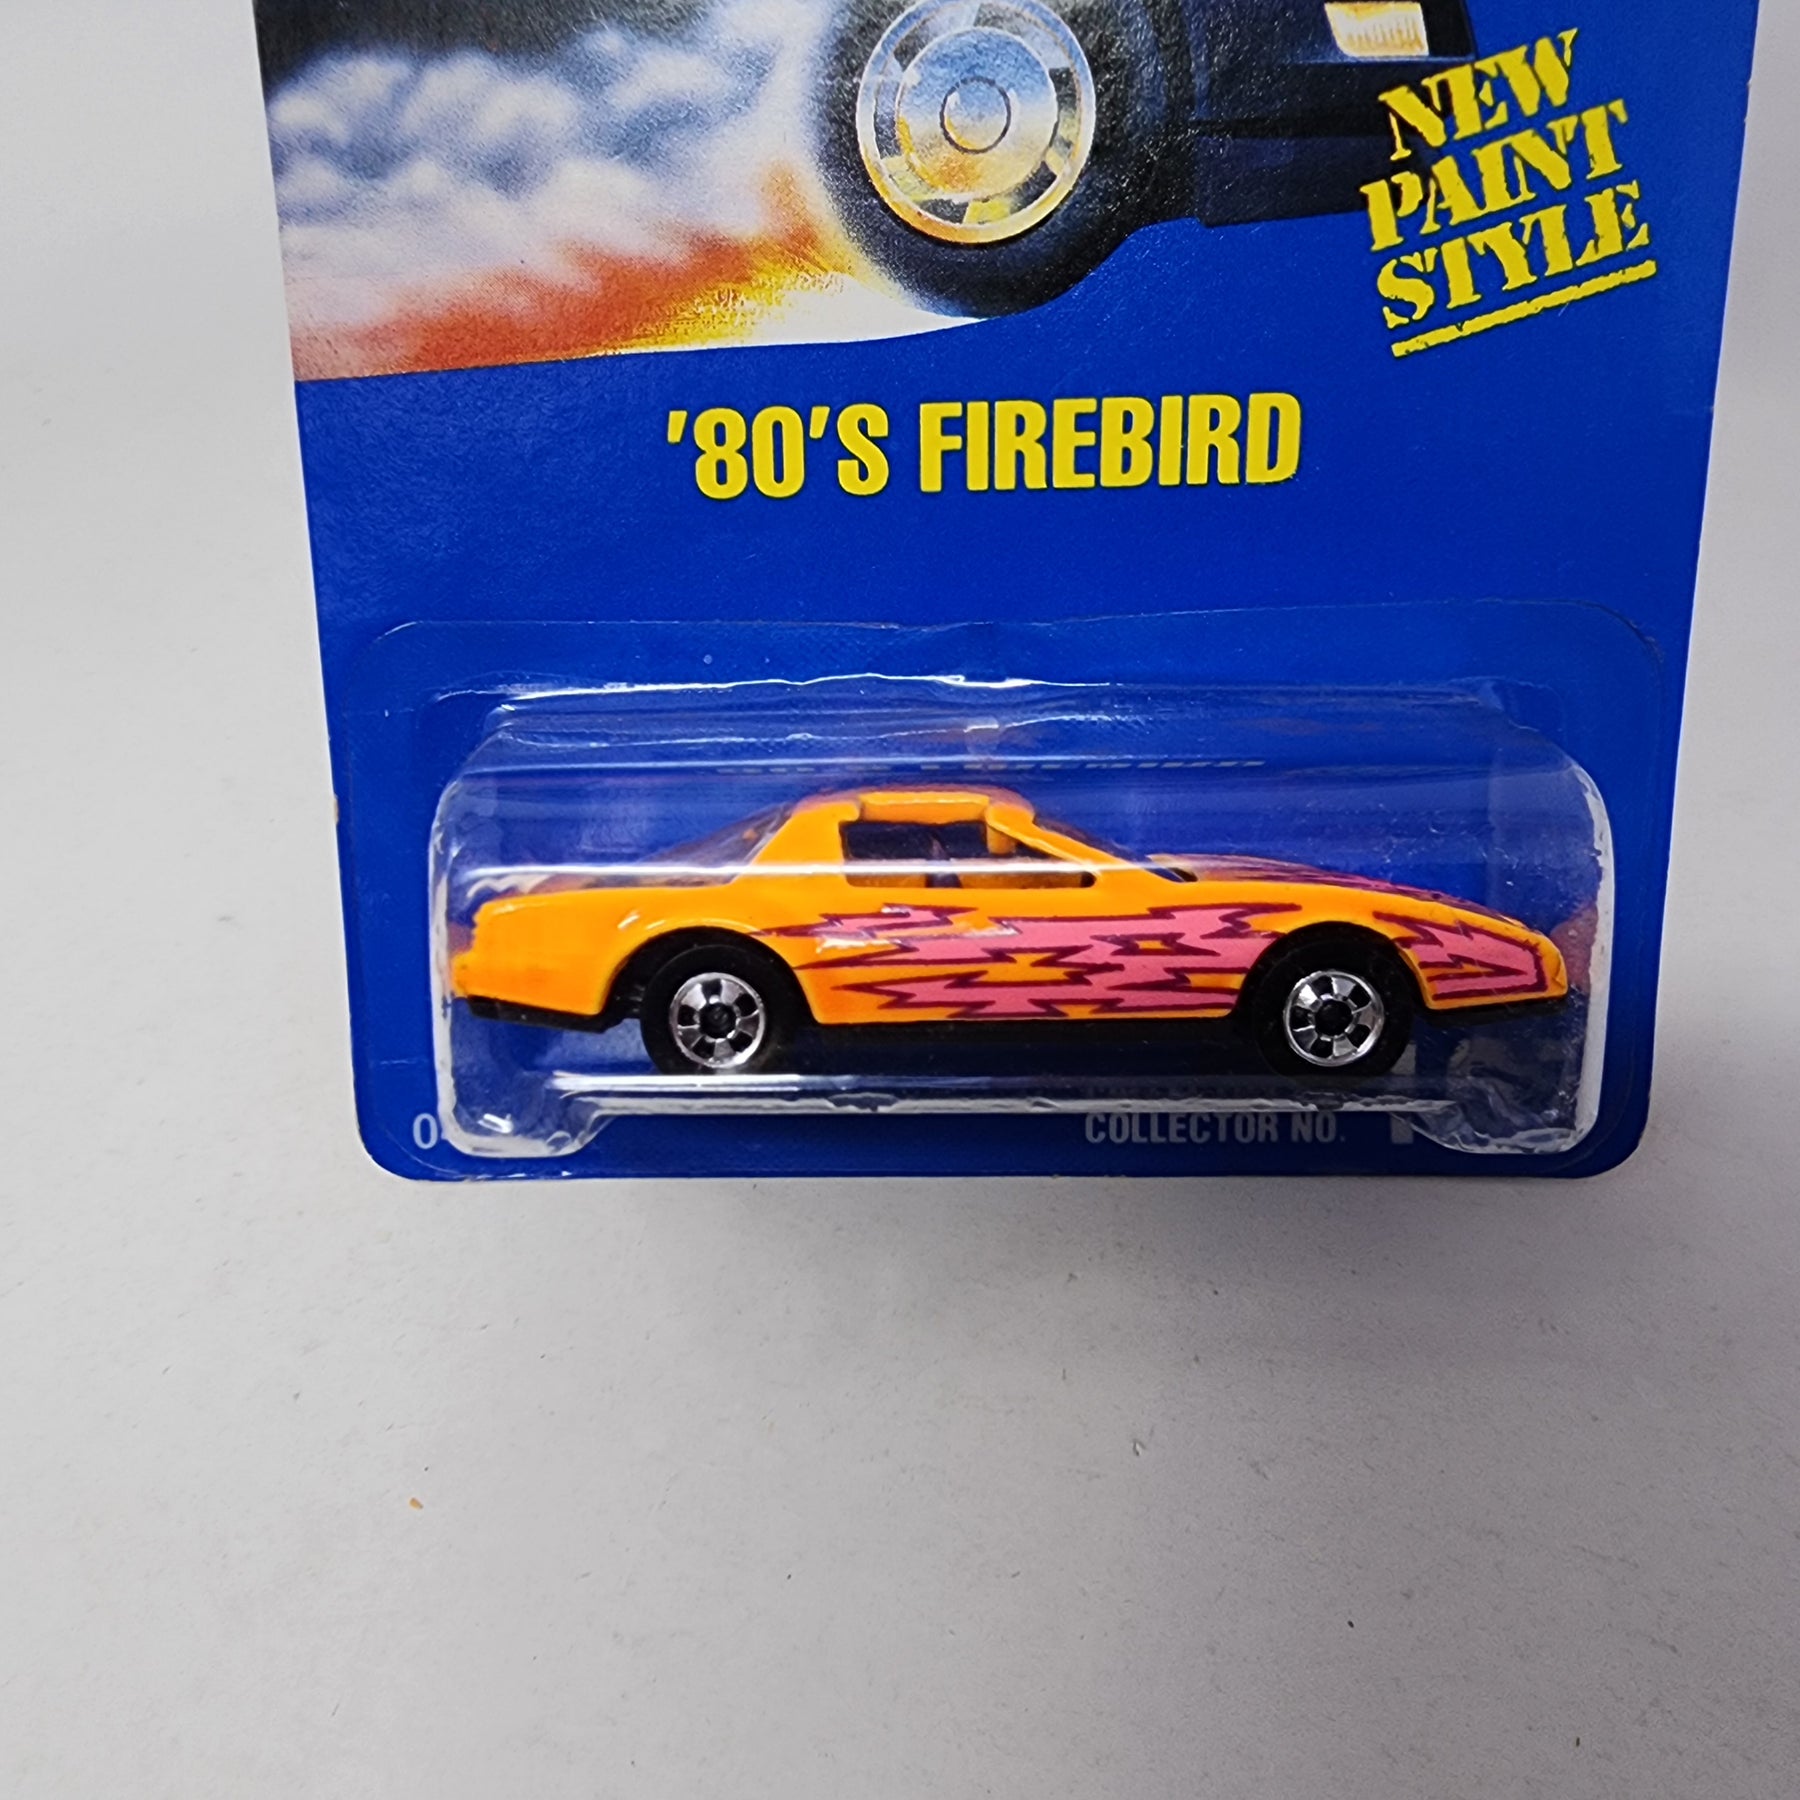 NEW
PAINT
STYLE
'80'S FIREBIRD
COLLECTOR NO.